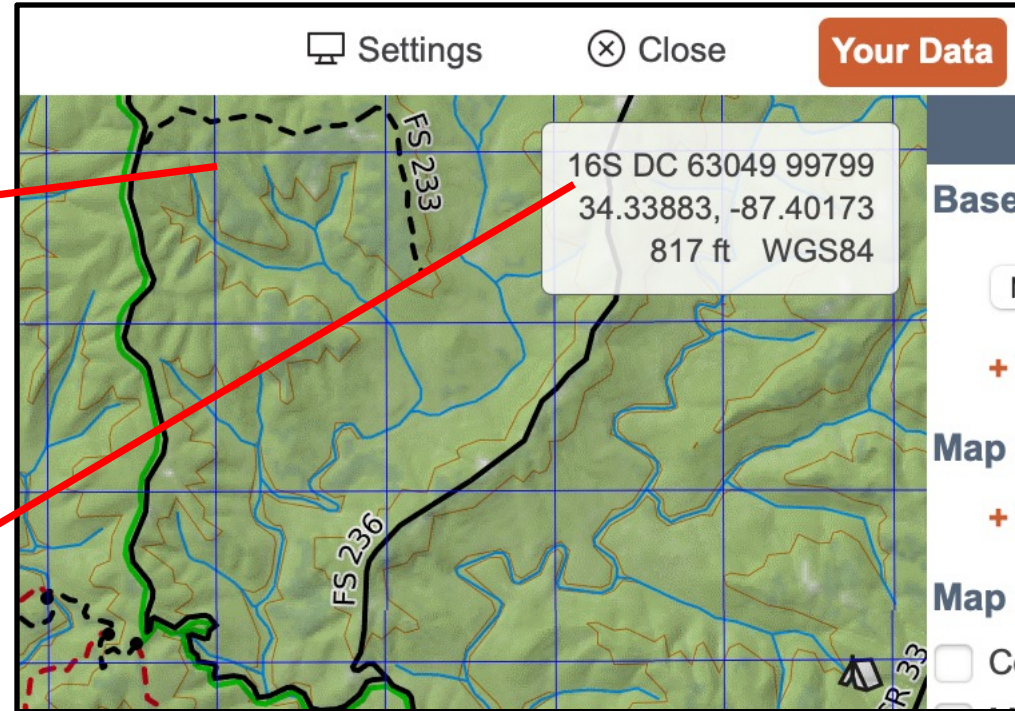 Settings
Close
Your Data
16S DC 63049 99799
34.33883, -87.40173
817 ft WGS84
FS 233
FS 236
Base
Map
Map